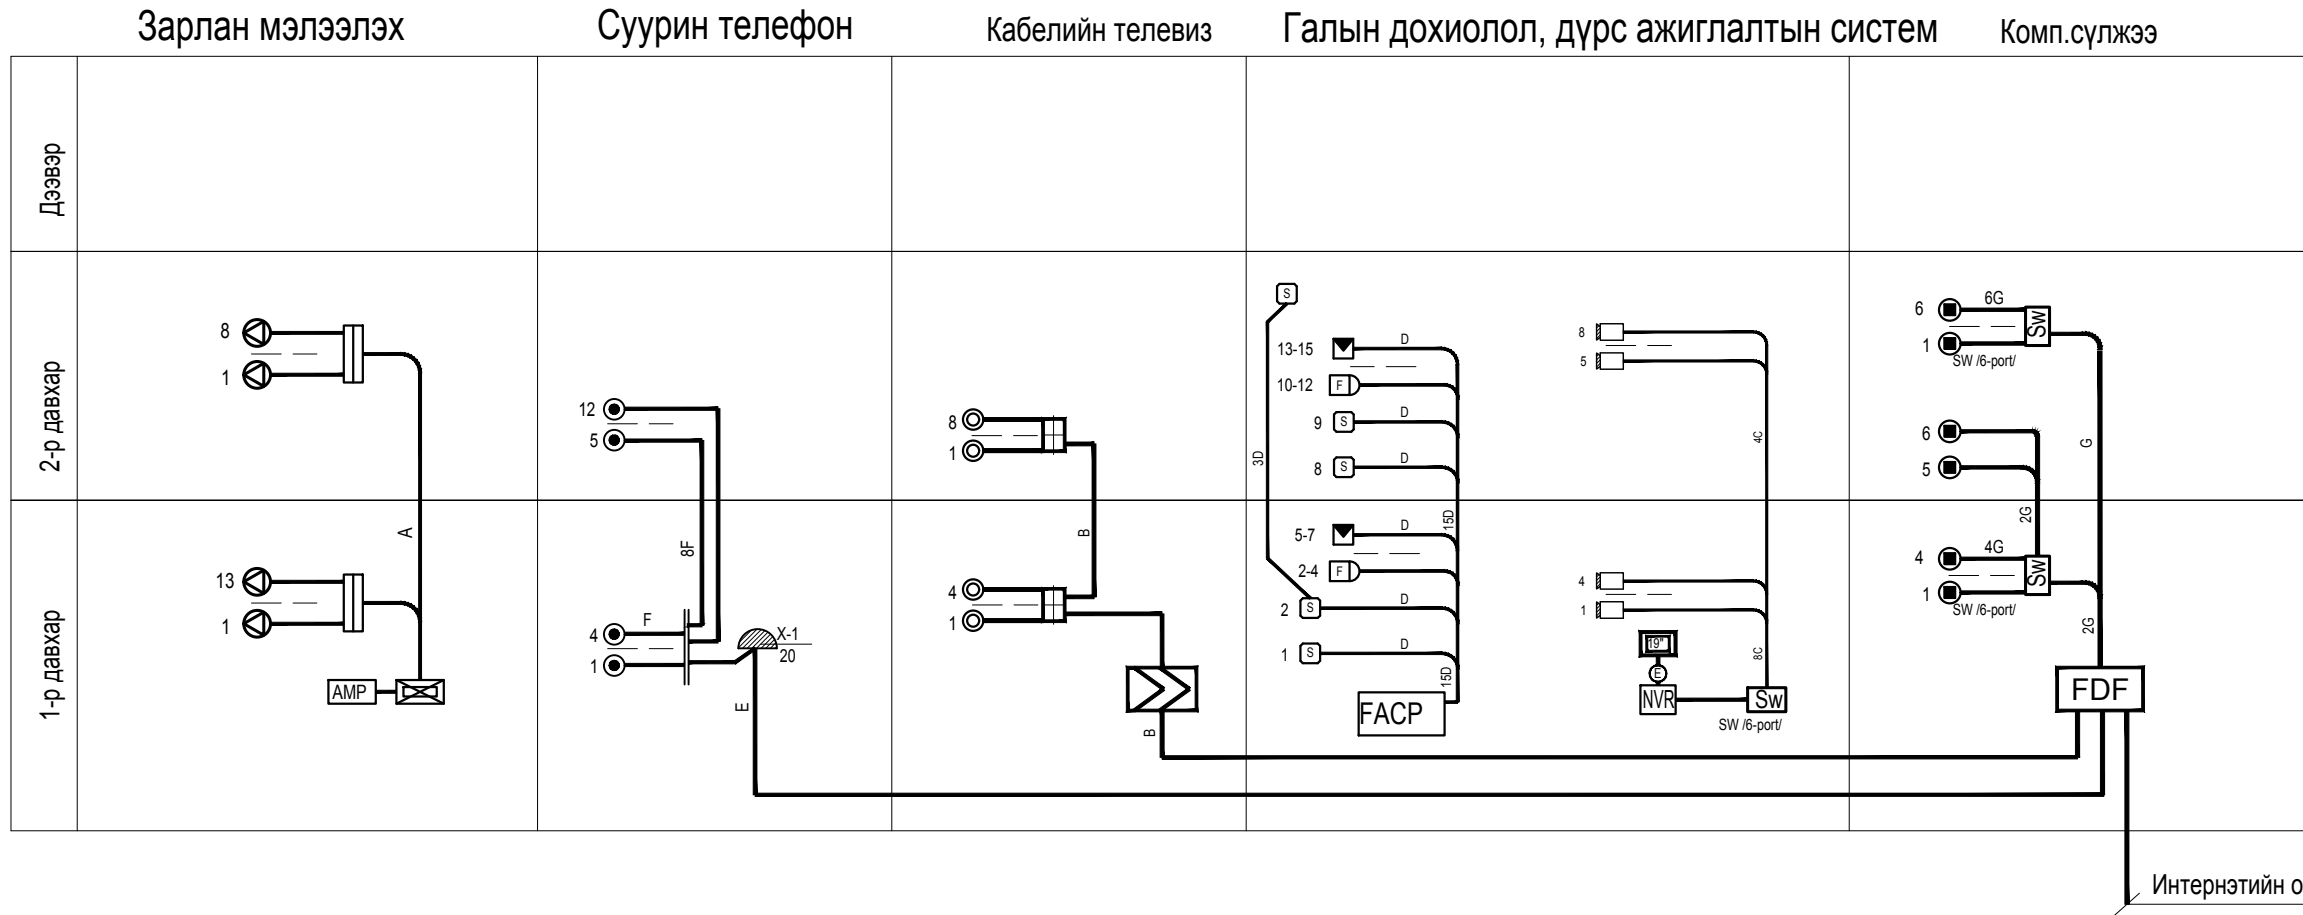 Зарлан мэлээлэх
Суурин телефон
Кабелийн телевиз
Галын дохиолол, дүрс ажиглалтын систем
Комп.сүлжээ
Дээвэр
2-р давхар
8
1
12
5
8
1
S
3D
13-15
D
10-12
F
9
S
D
8
S
D
8
5
4C
6
6G
Sw
1
SW /6-port/
6
5
G
1-р давхар
13
1
A
AMP
8F
4
F
1
X-1
20
E
B
4
1
B
5-7
D
15D
2-4
F
2
S
D
1
S
D
15D
FACP
4
1
19"
E
NVR
8C
Sw
SW /6-port/
2G
4
4G
Sw
1
SW /6-port/
2G
FDF
Интернэтийн о